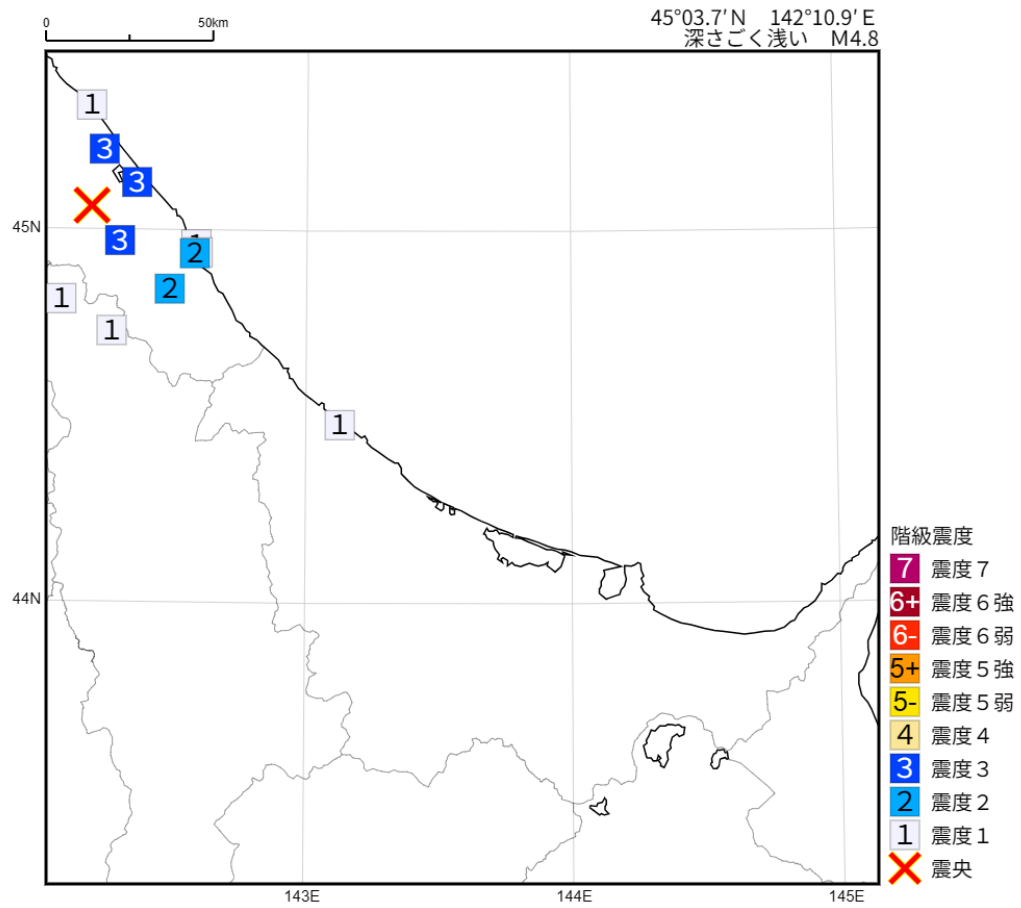 0 50km
45°03.7′N 142°10.9′E
深さごく浅い M4.8
1
3
3
45N
3
1
2
2
1
1
1
44N
階級震度
7 震度７
6+ 震度６強
6- 震度６弱
5+ 震度５強
5- 震度５弱
4 震度４
3 震度３
2 震度２
1 震度１
震央
143E 144E 145E